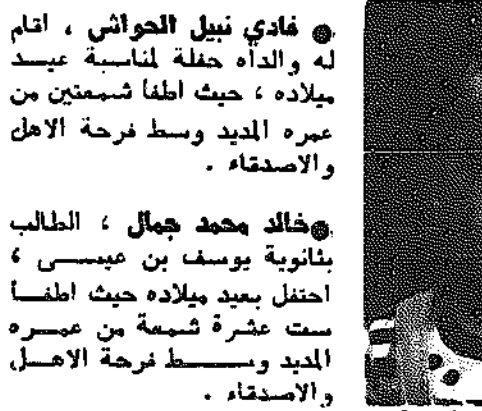 ● فادي نبيل الحواشي ، اقام
له والداه حفلة لمناسبة عيد
ميلاده ، حيث اطفا شمعتين من
عمره المديد وسط فرحة الاهل
والاصدقاء .
● خالد محمد جمال ، الطالب
بثانوية يوسف بن عيسى ،
احتفل بعيد ميلاده حيث اطفأ
ست عشرة شمعة من عمره
المديد وسط فرحة الاهل
والاصدقاء .